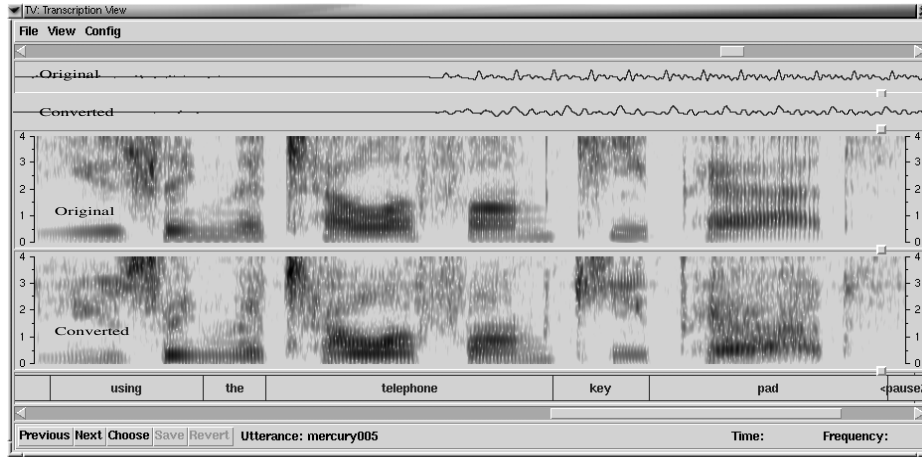 TV: Transcription View
File View Config
Original
Converted
4
3
2
1
0
Original
4
3
2
1
0
4
3
2
1
0
Converted
4
3
2
1
0
using the telephone key pad <pause
Previous Next Choose Save Revert Utterance: mercury005 Time: Frequency: